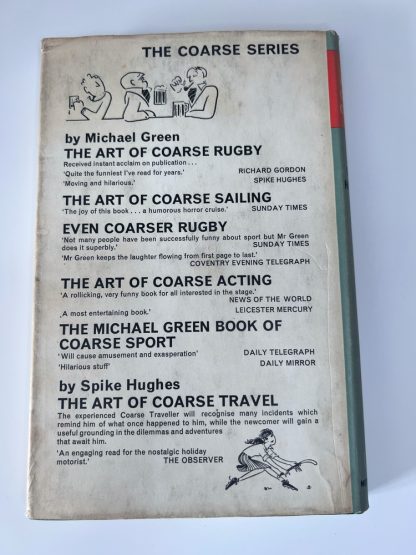 THE COARSE SERIES
by Michael Green
THE ART OF COARSE RUGBY
Received instant acclaim on publication . . .
'Quite the funniest I've read for years.' RICHARD GORDON
'Moving and hilarious.' SPIKE HUGHES
THE ART OF COARSE SAILING
'The joy of this book . . . a humorous horror cruise.' SUNDAY TIMES
EVEN COARSER RUGBY
'Not many people have been successfully funny about sport but Mr Green
does it superbly.' SUNDAY TIMES
'Mr Green keeps the laughter flowing from first page to last.'
COVENTRY EVENING TELEGRAPH
THE ART OF COARSE ACTING
'A rollicking, very funny book for all interested in the stage.'
NEWS OF THE WORLD
,A most entertaining book.' LEICESTER MERCURY
THE MICHAEL GREEN BOOK OF
COARSE SPORT
'Will cause amusement and exasperation' DAILY TELEGRAPH
'Hilarious stuff' DAILY MIRROR
by Spike Hughes
THE ART OF COARSE TRAVEL
The experienced Coarse Traveller will recognise many incidents which
remind him of what once happened to him, while the newcomer will gain a
useful grounding in the dilemmas and adventures
that await him.
'An engaging read for the nostalgic holiday
motorist.' THE OBSERVER